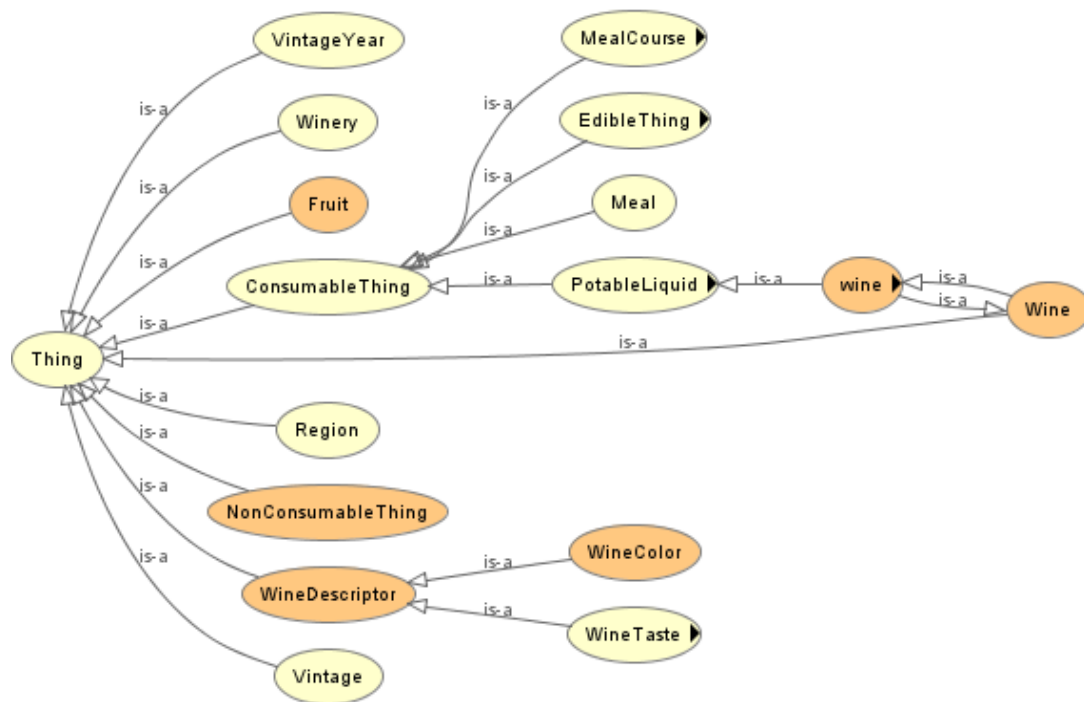 VintageYear
MealCourse
is-a
is-a
Winery
EdibleThing
is-a
is-a
Fruit
Meal
is-a
is-a
ConsumableThing
is-a
PotableLiquid
is-a
wine
is-a
is-a
Wine
is-a
is-a
Thing
is-a
Region
is-a
NonConsumableThing
is-a
WineColor
is-a
WineDescriptor
is-a
is-a
WineTaste
Vintage